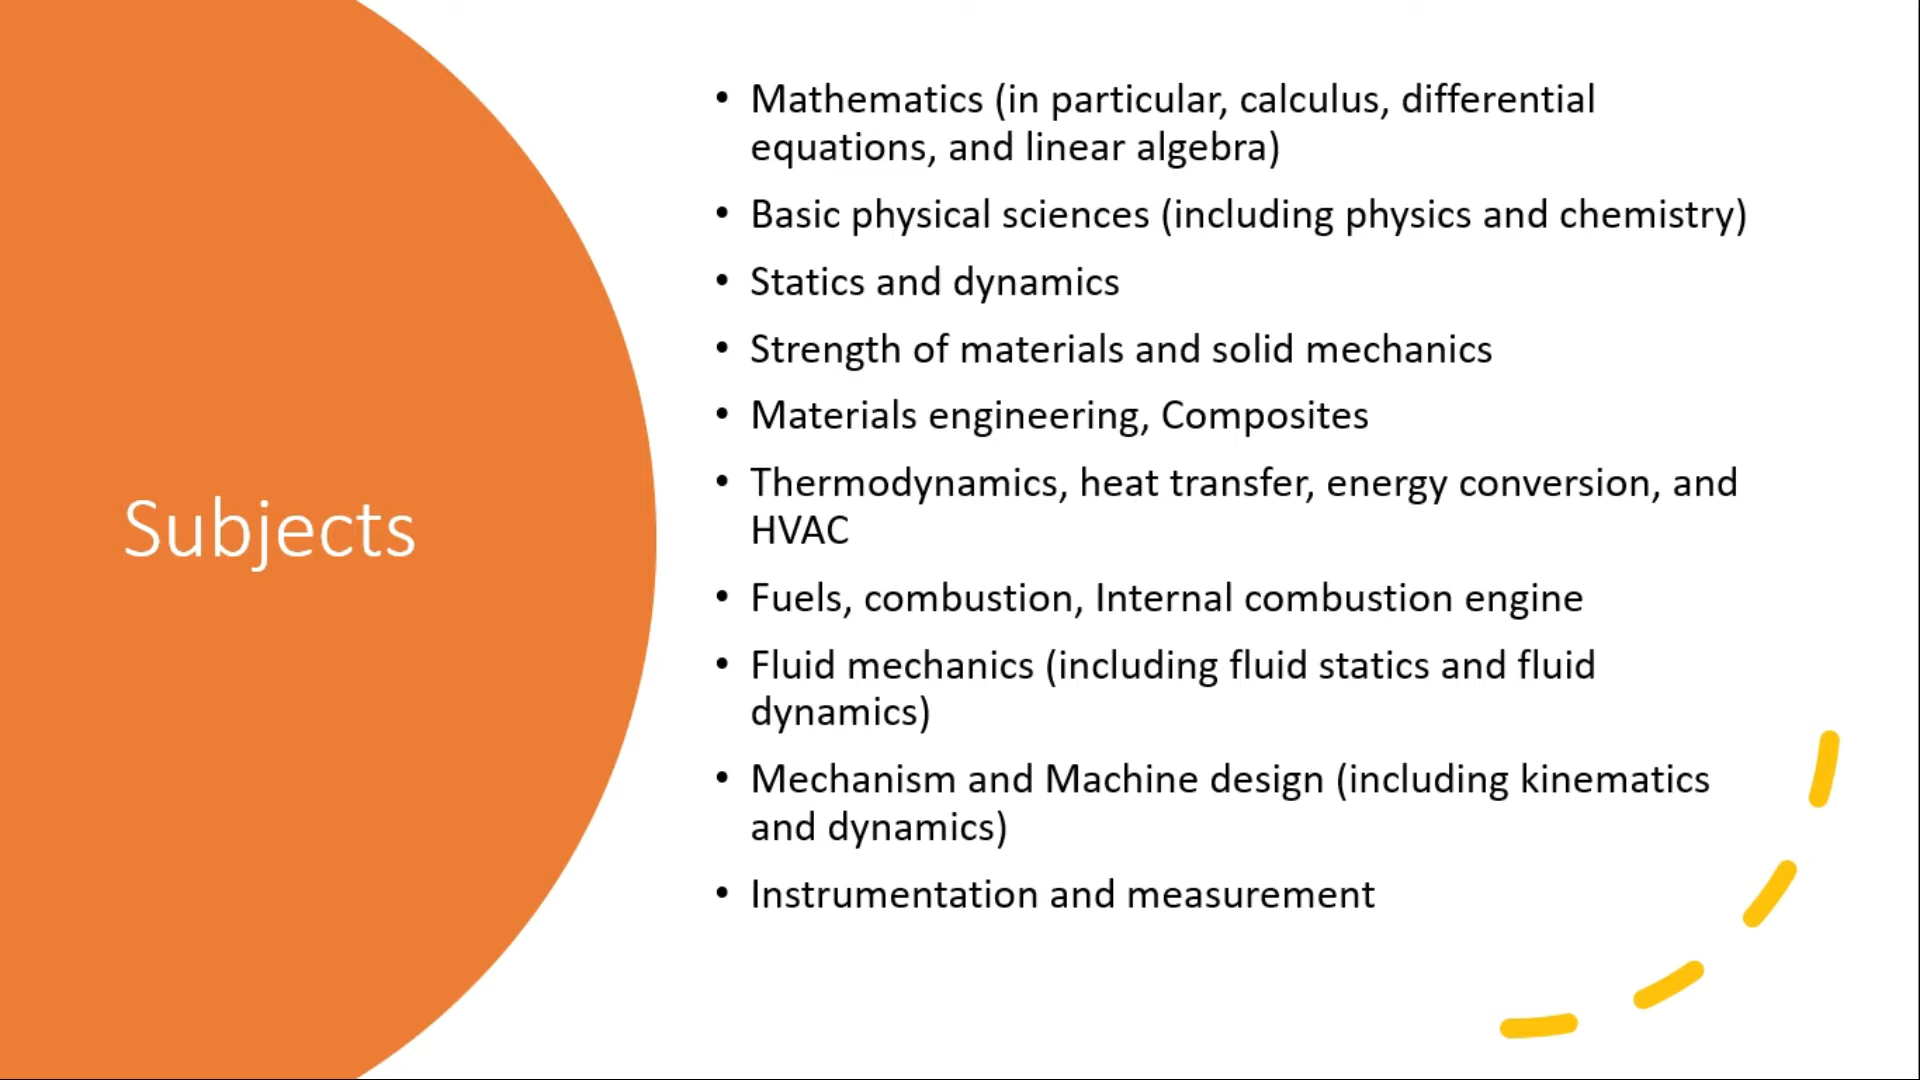 Subjects
• Mathematics (in particular, calculus, differential
equations, and linear algebra)
• Basic physical sciences (including physics and chemistry)
• Statics and dynamics
• Strength of materials and solid mechanics
• Materials engineering, Composites
• Thermodynamics, heat transfer, energy conversion, and
HVAC
• Fuels, combustion, Internal combustion engine
• Fluid mechanics (including fluid statics and fluid
dynamics)
• Mechanism and Machine design (including kinematics
and dynamics)
• Instrumentation and measurement